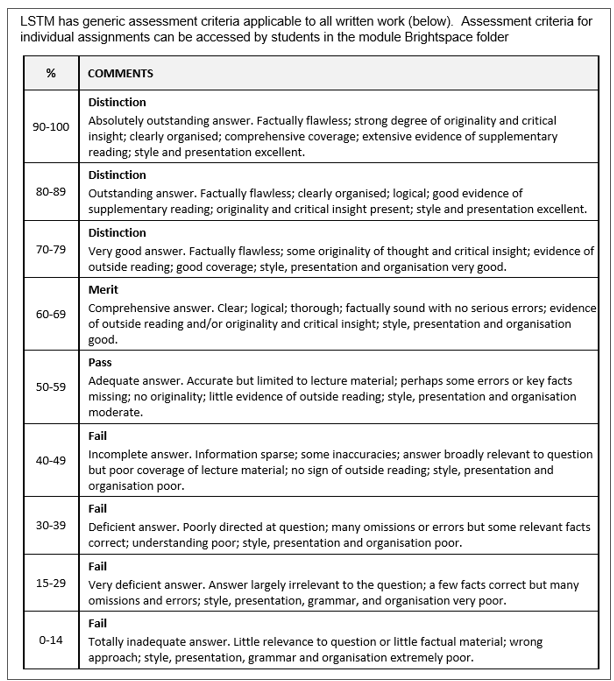 LSTM has generic assessment criteria applicable to all written work (below).  Assessment criteria for
individual assignments can be accessed by students in the module Brightspace folder
%
COMMENTS
90-100
Distinction
Absolutely outstanding answer. Factually flawless; strong degree of originality and critical
insight; clearly organised; comprehensive coverage; extensive evidence of supplementary
reading; style and presentation excellent.
80-89
Distinction
Outstanding answer. Factually flawless; clearly organised; logical; good evidence of
supplementary reading; originality and critical insight present; style and presentation excellent.
70-79
Distinction
Very good answer. Factually flawless; some originality of thought and critical insight; evidence of
outside reading; good coverage; style, presentation and organisation very good.
60-69
Merit
Comprehensive answer. Clear; logical; thorough; factually sound with no serious errors; evidence
of outside reading and/or originality and critical insight; style, presentation and organisation
good.
50-59
Pass
Adequate answer. Accurate but limited to lecture material; perhaps some errors or key facts
missing; no originality; little evidence of outside reading; style, presentation and organisation
moderate.
40-49
Fail
Incomplete answer. Information sparse; some inaccuracies; answer broadly relevant to question
but poor coverage of lecture material; no sign of outside reading; style, presentation and
organisation poor.
30-39
Fail
Deficient answer. Poorly directed at question; many omissions or errors but some relevant facts
correct; understanding poor; style, presentation and organisation poor.
15-29
Fail
Very deficient answer. Answer largely irrelevant to the question; a few facts correct but many
omissions and errors; style, presentation, grammar, and organisation very poor.
0-14
Fail
Totally inadequate answer. Little relevance to question or little factual material; wrong
approach; style, presentation, grammar and organisation extremely poor.